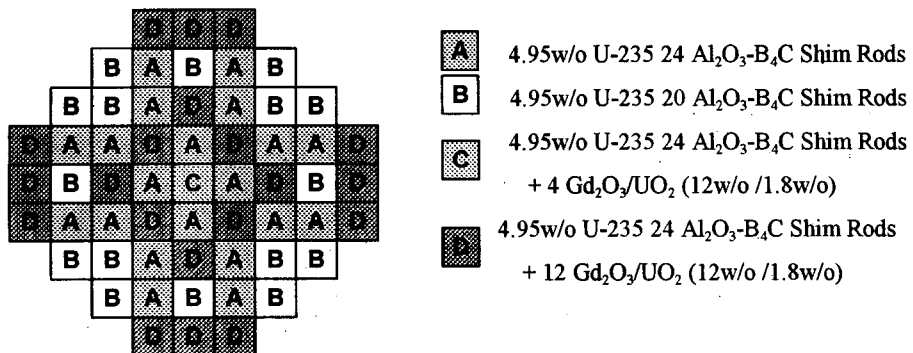 D D D
B A B A B
B B A D A B B
D A A D A D A A D
D B D A C A D B D
D A A D A D A A D
B B A D A B B
B A B A B
D D D
A 4.95w/o U-235 24 Al₂O₃-B₄C Shim Rods
B 4.95w/o U-235 20 Al₂O₃-B₄C Shim Rods
C 4.95w/o U-235 24 Al₂O₃-B₄C Shim Rods
+ 4 Gd₂O₃/UO₂ (12w/o /1.8w/o)
D 4.95w/o U-235 24 Al₂O₃-B₄C Shim Rods
+ 12 Gd₂O₃/UO₂ (12w/o /1.8w/o)